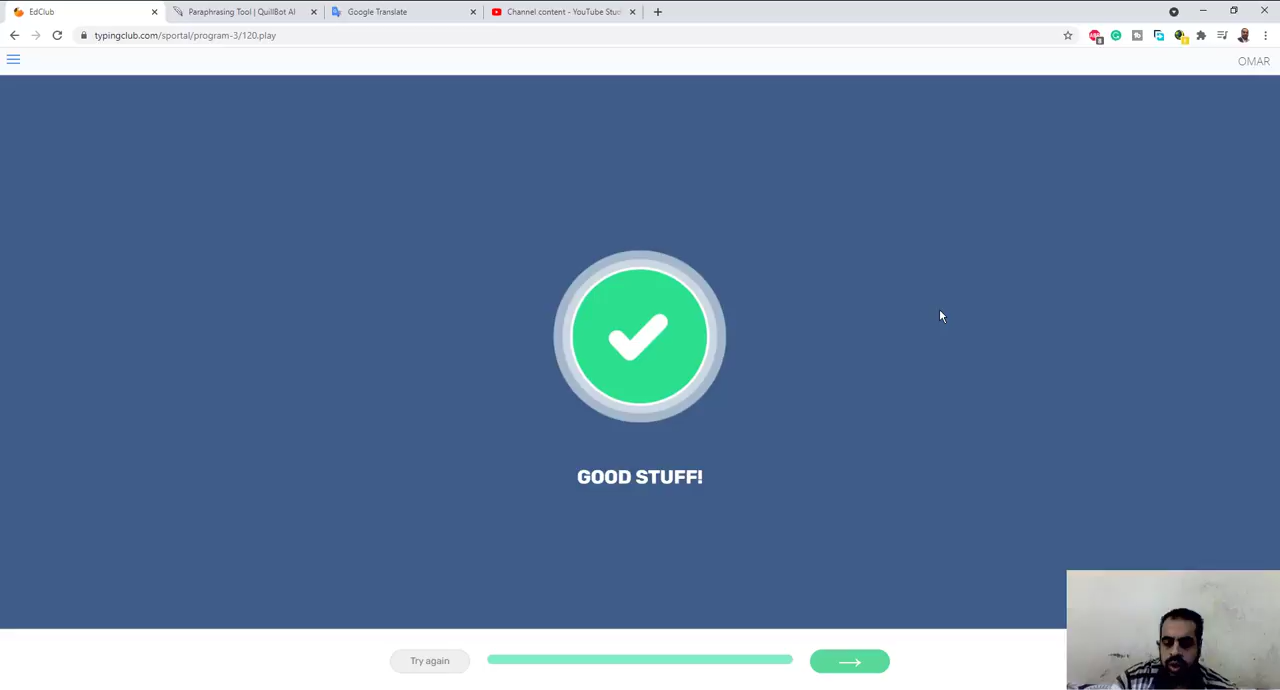 EdClub
Paraphrasing Tool | QuillBot AI
Google Translate
Channel content - YouTube Stud
typingclub.com/sportal/program-3/120.play
OMAR
GOOD STUFF!
Try again